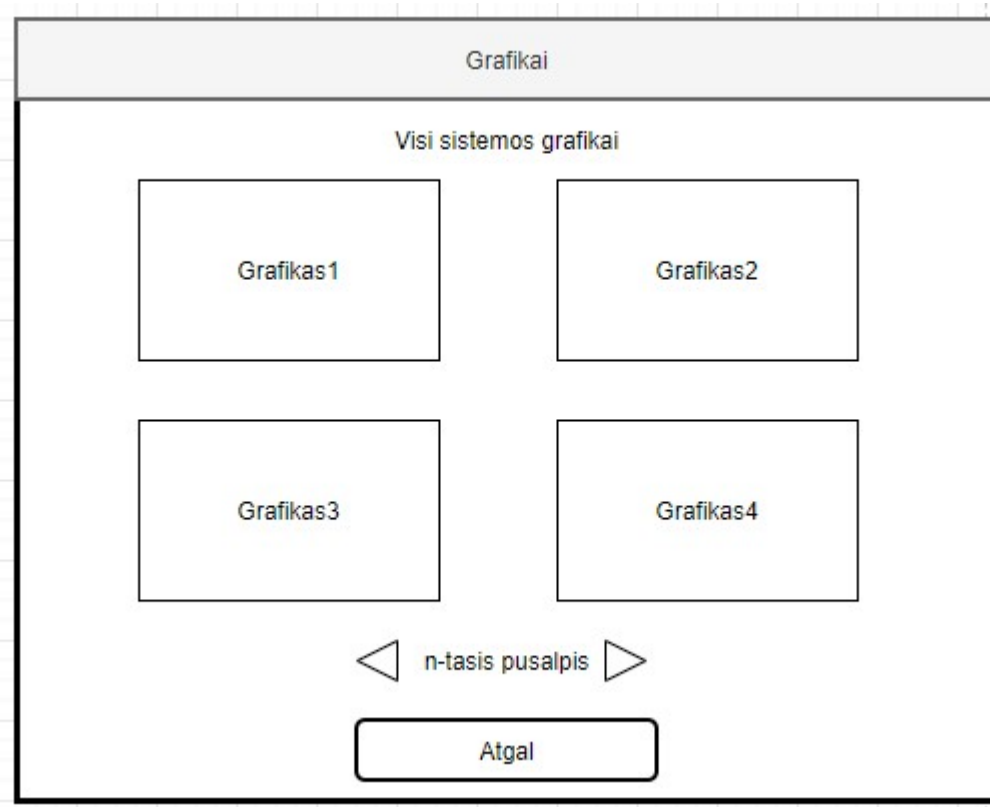 Grafikai
Visi sistemos grafikai
Grafikas1
Grafikas2
Grafikas3
Grafikas4
n-tasis pusalpis
Atgal